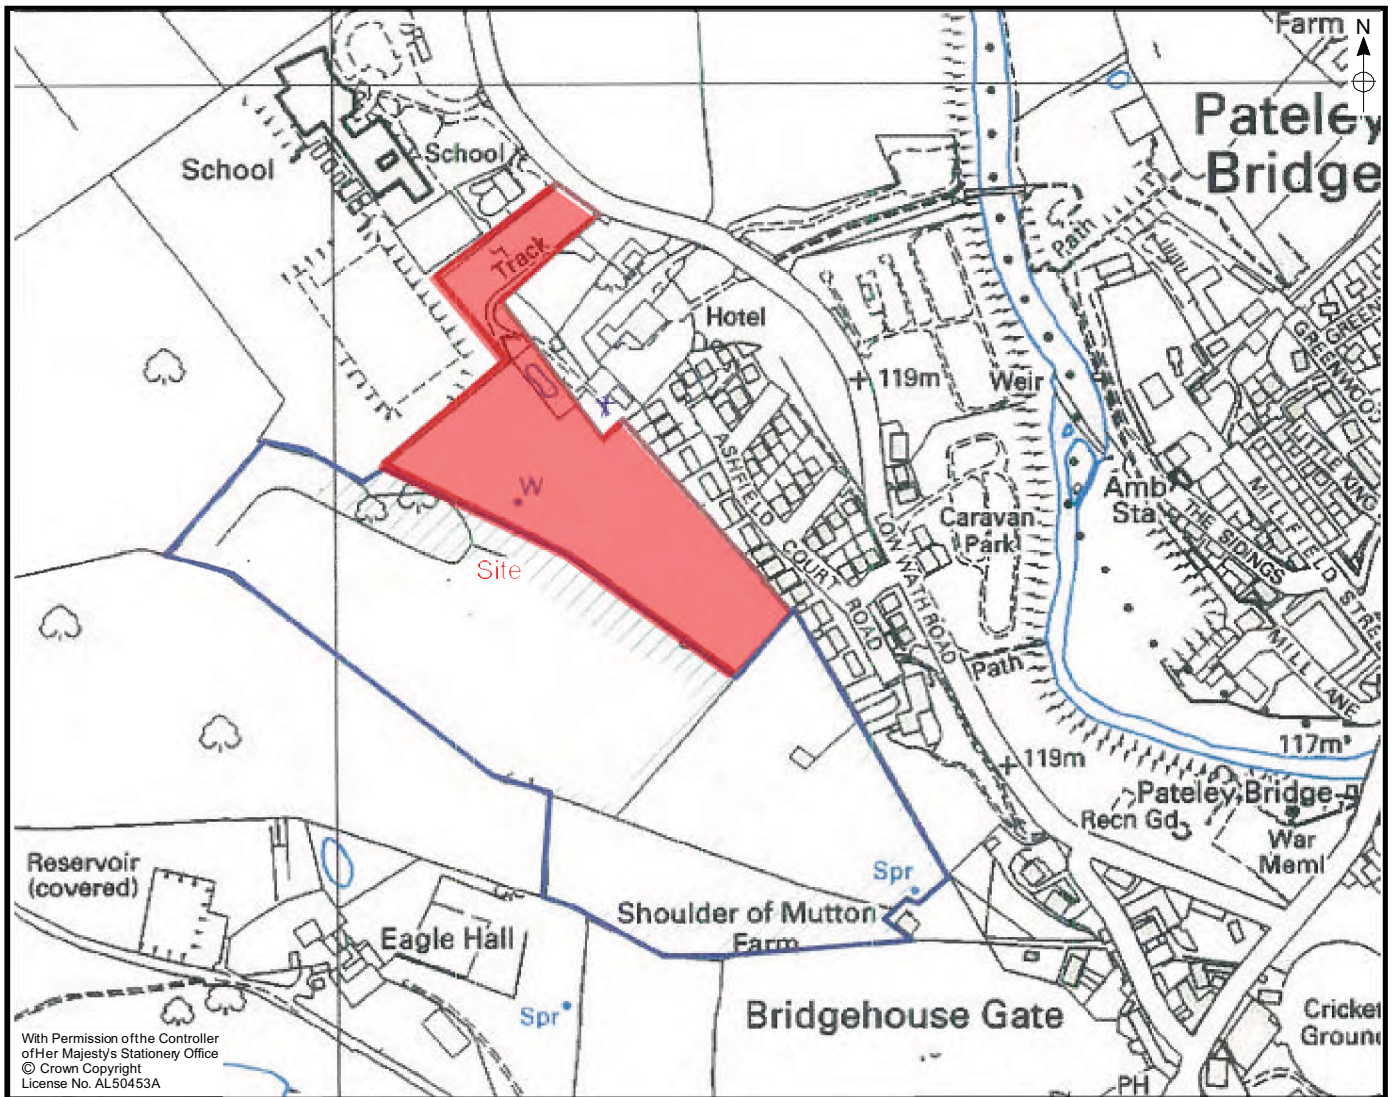 Farm
N
Pateley
Bridge
School
School
Track
Path
Hotel
119m
Weir
GREENWOOD
GREEN
LITTLE
KING
MILLFIELD
STREE
ASHFIELD
COURT
ROAD
LOW WATH ROAD
Caravan
Park
Amb
Sta
THE SIDINGS
W
Site
Path
MILL LANE
117m
119m
Pateley Bridge
Recn Gd
War
Meml
Reservoir
(covered)
Spr
Shoulder of Mutton
Farm
Eagle Hall
Spr
Bridgehouse Gate
Cricket
Ground
PH
With Permission of the Controller
of Her Majesty's Stationery Office
© Crown Copyright
License No. AL50453A